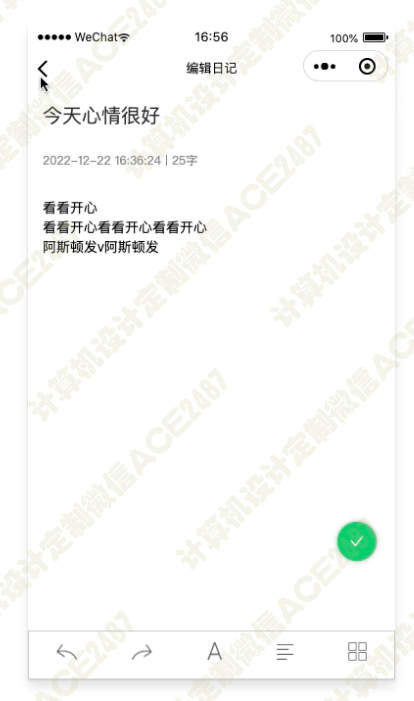 ●●●●● WeChat 16:56 100%
编辑日记
今天心情很好
2022-12-22 16:36:24 | 25字
看看开心
看看开心看看开心看看开心
阿斯顿发v阿斯顿发
A
计算机设计定制微信ACE2487